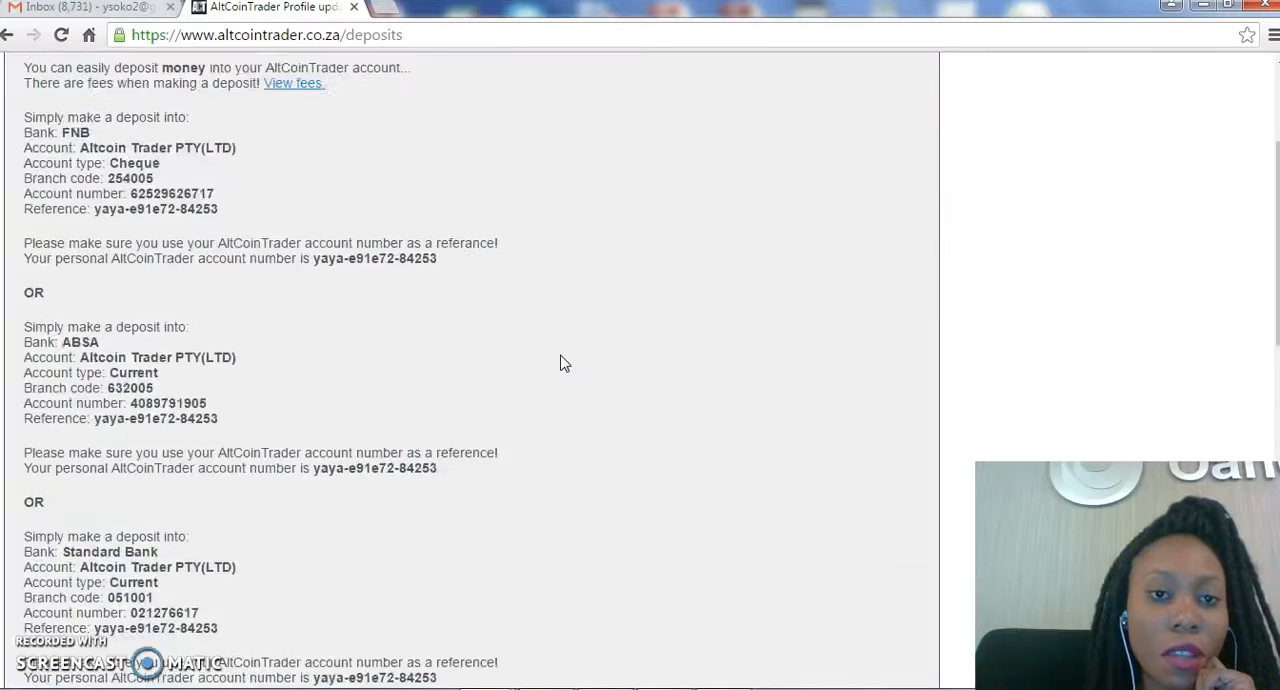 Inbox (8,731) - ysoko2@g
AltCoinTrader Profile upd
https://www.altcointrader.co.za/deposits
You can easily deposit money into your AltCoinTrader account...
There are fees when making a deposit! View fees.
Simply make a deposit into:
Bank: FNB
Account: Altcoin Trader PTY(LTD)
Account type: Cheque
Branch code: 254005
Account number: 62529626717
Reference: yaya-e91e72-84253
Please make sure you use your AltCoinTrader account number as a referance!
Your personal AltCoinTrader account number is yaya-e91e72-84253
OR
Simply make a deposit into:
Bank: ABSA
Account: Altcoin Trader PTY(LTD)
Account type: Current
Branch code: 632005
Account number: 4089791905
Reference: yaya-e91e72-84253
Please make sure you use your AltCoinTrader account number as a reference!
Your personal AltCoinTrader account number is yaya-e91e72-84253
OR
Simply make a deposit into:
Bank: Standard Bank
Account: Altcoin Trader PTY(LTD)
Account type: Current
Branch code: 051001
Account number: 021276617
Reference: yaya-e91e72-84253
RECORDED WITH
SCREENCAST MATIC
AltCoinTrader account number as a reference!
Your personal AltCoinTrader account number is yaya-e91e72-84253